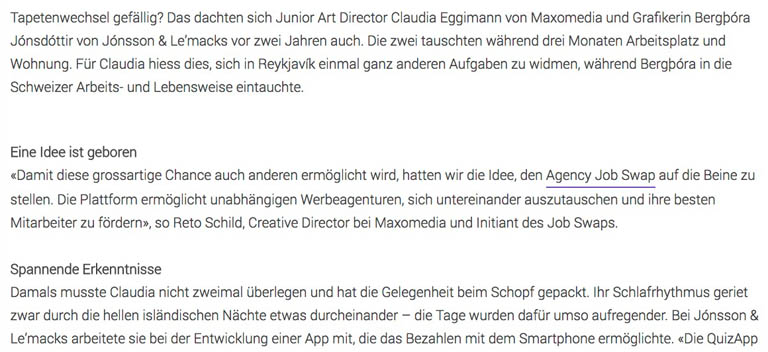 Tapetenwechsel gefällig? Das dachten sich Junior Art Director Claudia Eggimann von Maxomedia und Grafikerin Bergþóra
Jónsdóttir von Jónsson & Le'macks vor zwei Jahren auch. Die zwei tauschten während drei Monaten Arbeitsplatz und
Wohnung. Für Claudia hiess dies, sich in Reykjavík einmal ganz anderen Aufgaben zu widmen, während Bergþóra in die
Schweizer Arbeits- und Lebensweise eintauchte.
Eine Idee ist geboren
«Damit diese grossartige Chance auch anderen ermöglicht wird, hatten wir die Idee, den Agency Job Swap auf die Beine zu
stellen. Die Plattform ermöglicht unabhängigen Werbeagenturen, sich untereinander auszutauschen und ihre besten
Mitarbeiter zu fördern», so Reto Schild, Creative Director bei Maxomedia und Initiant des Job Swaps.
Spannende Erkenntnisse
Damals musste Claudia nicht zweimal überlegen und hat die Gelegenheit beim Schopf gepackt. Ihr Schlafrhythmus geriet
zwar durch die hellen isländischen Nächte etwas durcheinander – die Tage wurden dafür umso aufregender. Bei Jónsson &
Le'macks arbeitete sie bei der Entwicklung einer App mit, die das Bezahlen mit dem Smartphone ermöglichte. «Die QuizApp